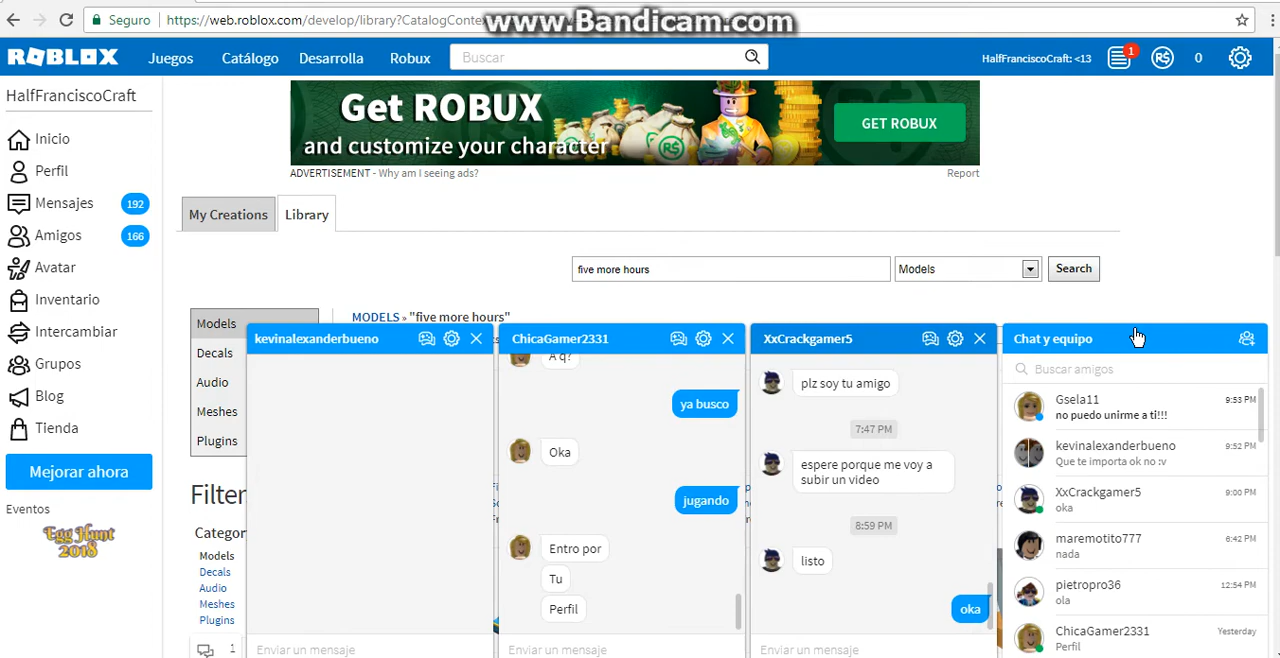 Seguro https://web.roblox.com/develop/library?CatalogConte
www.Bandicam.com
ROBLOX Juegos Catálogo Desarrolla Robux Buscar HalfFranciscoCraft: <13 1 R$ 0
HalfFranciscoCraft
Inicio
Perfil
Mensajes 192
Amigos 166
Avatar
Inventario
Intercambiar
Grupos
Blog
Tienda
Mejorar ahora
Eventos
Egg Hunt
2018
Get ROBUX
and customize your character
GET ROBUX
ADVERTISEMENT - Why am I seeing ads? Report
My Creations Library
five more hours Models Search
Models
Decals
Audio
Meshes
Plugins
MODELS » "five more hours"
Filter
Categor
Models
Decals
Audio
Meshes
Plugins
1
kevinalexanderbueno
Enviar un mensaje
ChicaGamer2331
A q?
ya busco
Oka
jugando
Entro por
Tu
Perfil
Enviar un mensaje
XxCrackgamer5
plz soy tu amigo
7:47 PM
espere porque me voy a
subir un video
8:59 PM
listo
oka
Enviar un mensaje
Chat y equipo
Buscar amigos
Gsela11 9:53 PM
no puedo unirme a ti!!!
kevinalexanderbueno 9:52 PM
Que te importa ok no :v
XxCrackgamer5 9:00 PM
oka
maremotito777 6:42 PM
nada
pietropro36 12:54 PM
ola
ChicaGamer2331 Yesterday
Perfil